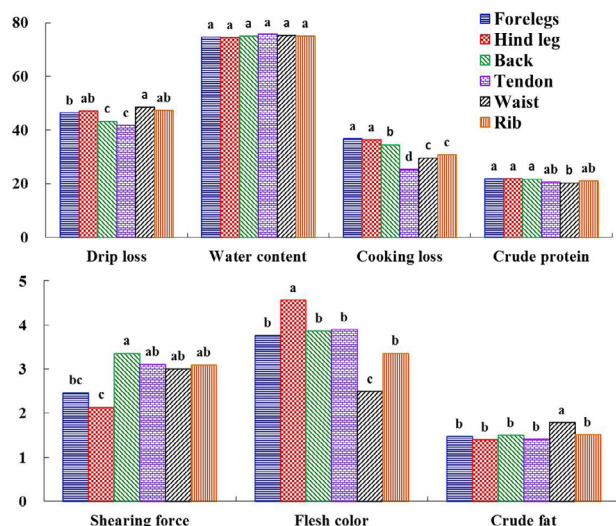 80
60
40
20
0
b ab c c a ab
a a a a a a
a a b d c c
a a a ab b ab
Forelegs
Hind leg
Back
Tendon
Waist
Rib
Drip loss Water content Cooking loss Crude protein
5
4
3
2
1
0
bc c a ab ab ab
b a b b c b
b b b b a b
Shearing force Flesh color Crude fat